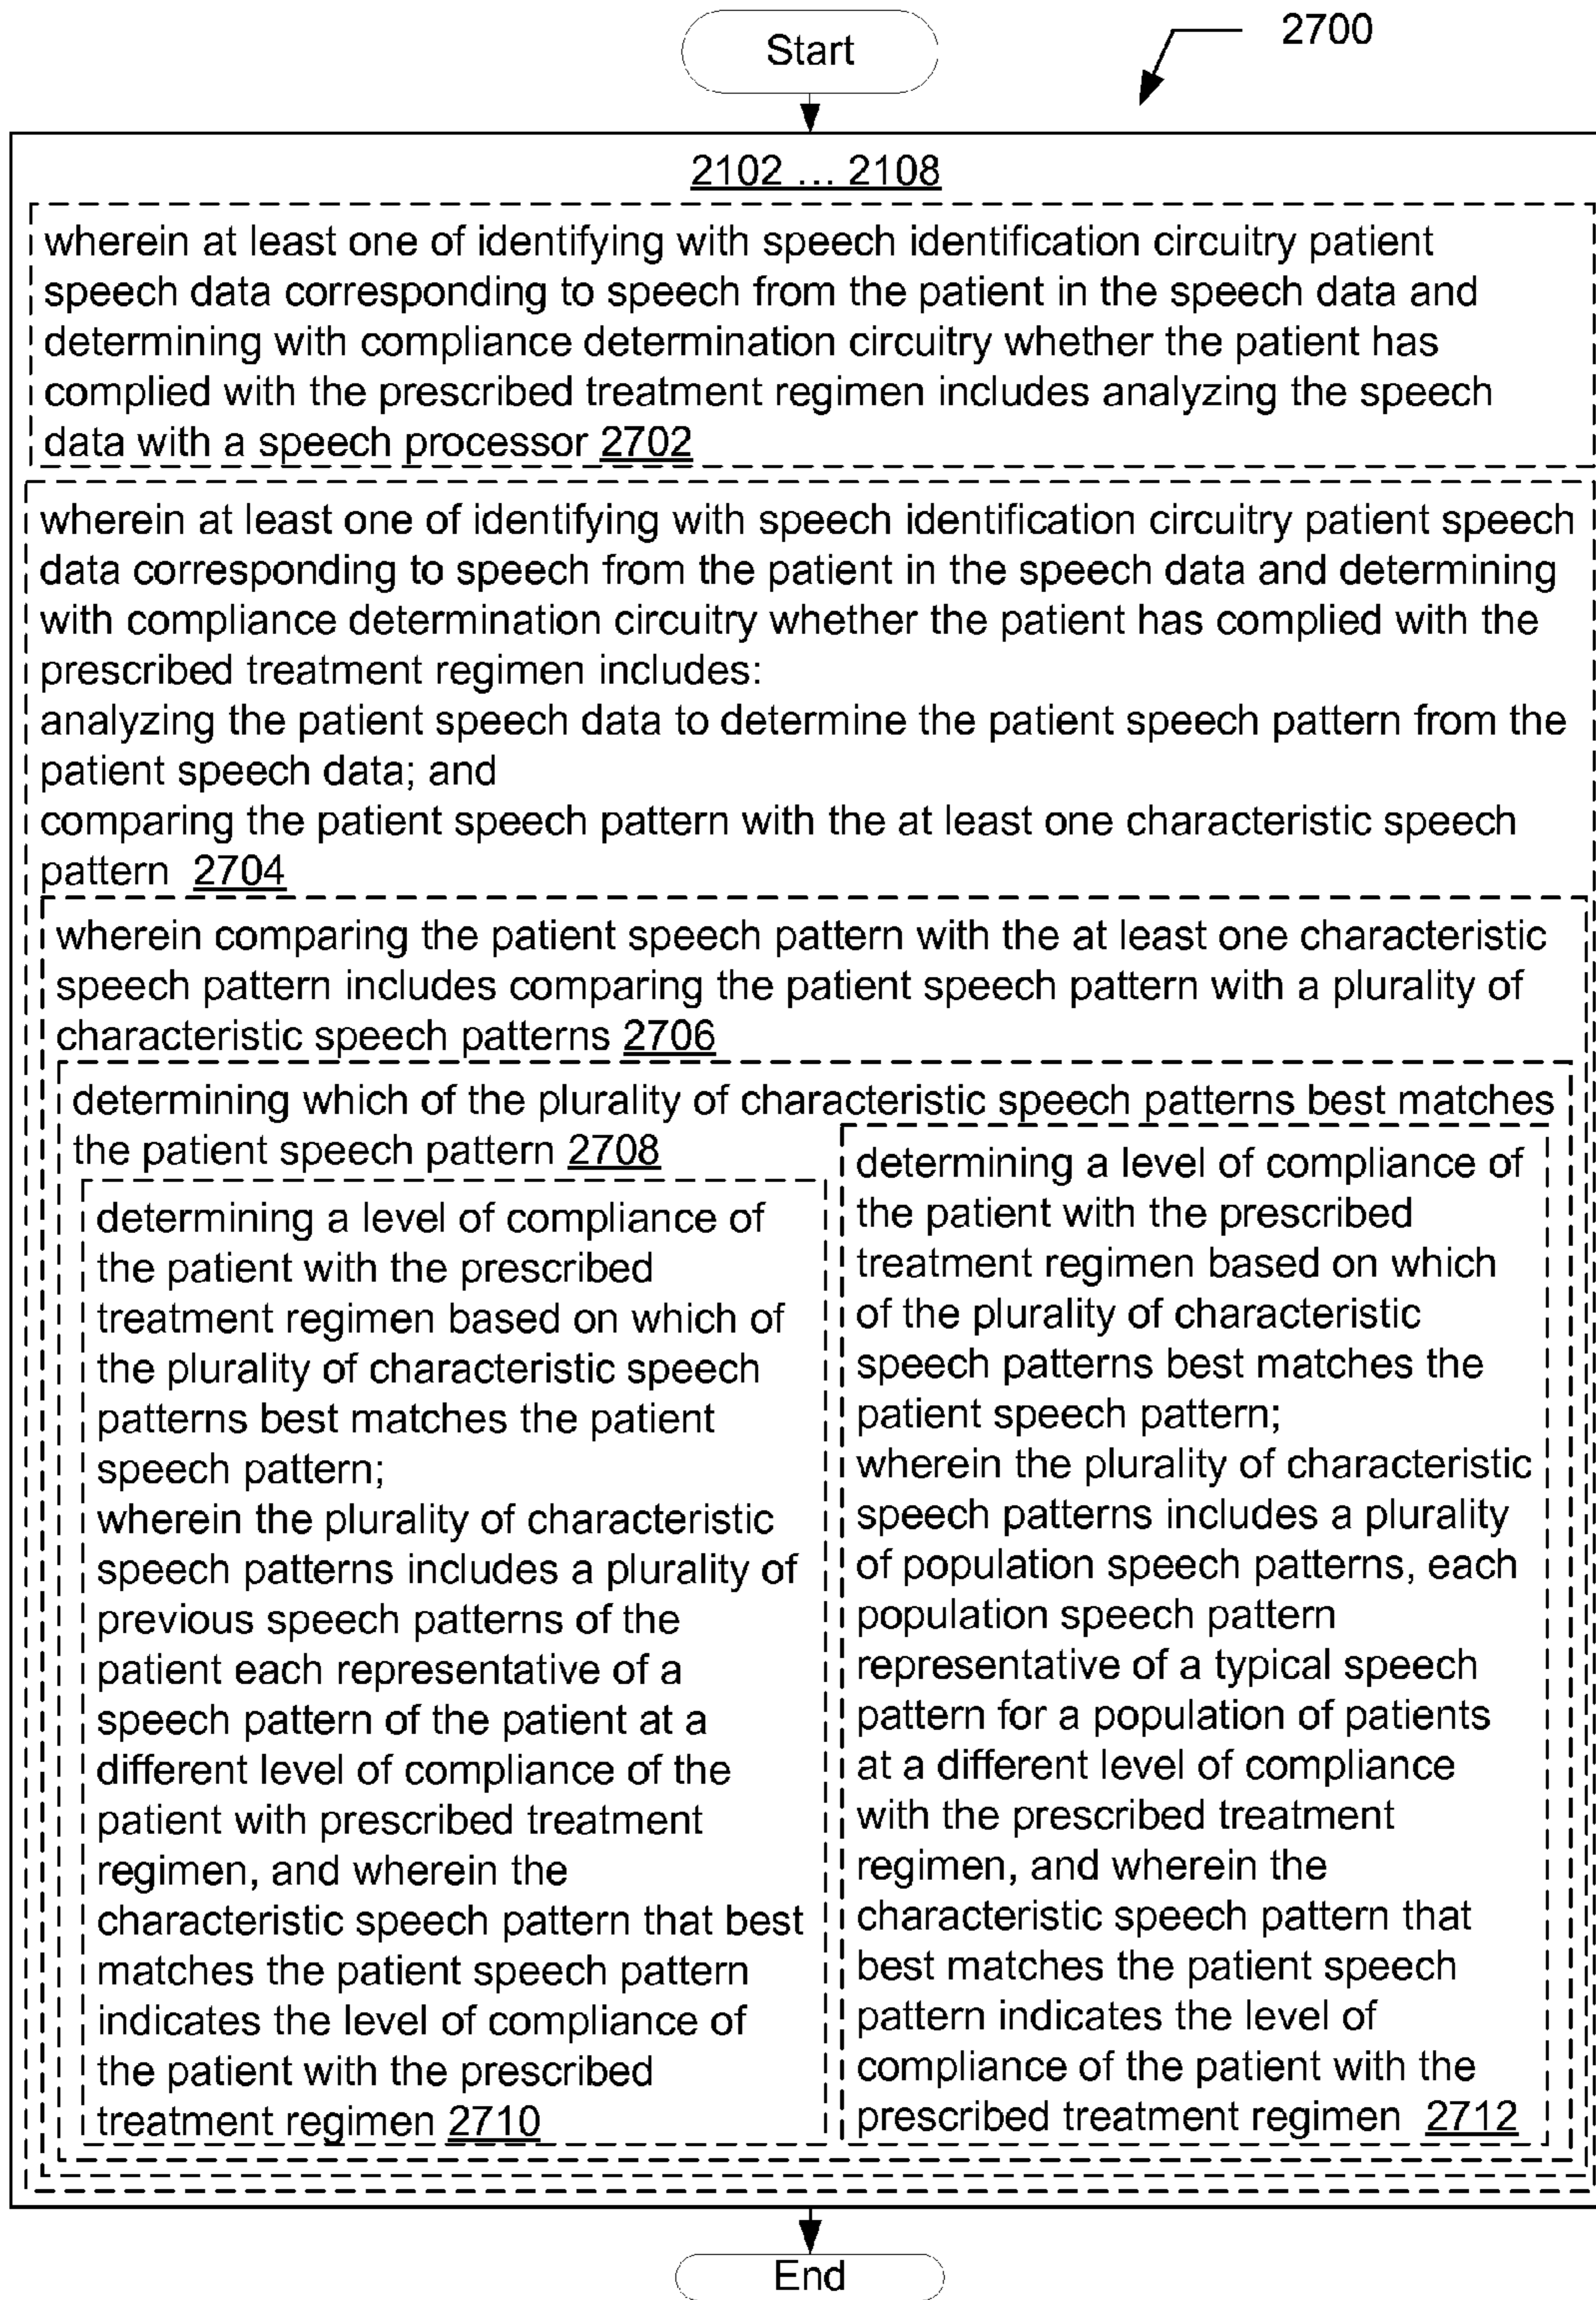 Start
2700
2102 ... 2108
wherein at least one of identifying with speech identification circuitry patient
speech data corresponding to speech from the patient in the speech data and
determining with compliance determination circuitry whether the patient has
complied with the prescribed treatment regimen includes analyzing the speech
data with a speech processor 2702
wherein at least one of identifying with speech identification circuitry patient speech
data corresponding to speech from the patient in the speech data and determining
with compliance determination circuitry whether the patient has complied with the
prescribed treatment regimen includes:
analyzing the patient speech data to determine the patient speech pattern from the
patient speech data; and
comparing the patient speech pattern with the at least one characteristic speech
pattern 2704
wherein comparing the patient speech pattern with the at least one characteristic
speech pattern includes comparing the patient speech pattern with a plurality of
characteristic speech patterns 2706
determining which of the plurality of characteristic speech patterns best matches
the patient speech pattern 2708
determining a level of compliance of
the patient with the prescribed
treatment regimen based on which of
the plurality of characteristic speech
patterns best matches the patient
speech pattern;
wherein the plurality of characteristic
speech patterns includes a plurality of
previous speech patterns of the
patient each representative of a
speech pattern of the patient at a
different level of compliance of the
patient with prescribed treatment
regimen, and wherein the
characteristic speech pattern that best
matches the patient speech pattern
indicates the level of compliance of
the patient with the prescribed
treatment regimen 2710
determining a level of compliance of
the patient with the prescribed
treatment regimen based on which
of the plurality of characteristic
speech patterns best matches the
patient speech pattern;
wherein the plurality of characteristic
speech patterns includes a plurality
of population speech patterns, each
population speech pattern
representative of a typical speech
pattern for a population of patients
at a different level of compliance
with the prescribed treatment
regimen, and wherein the
characteristic speech pattern that
best matches the patient speech
pattern indicates the level of
compliance of the patient with the
prescribed treatment regimen 2712
End